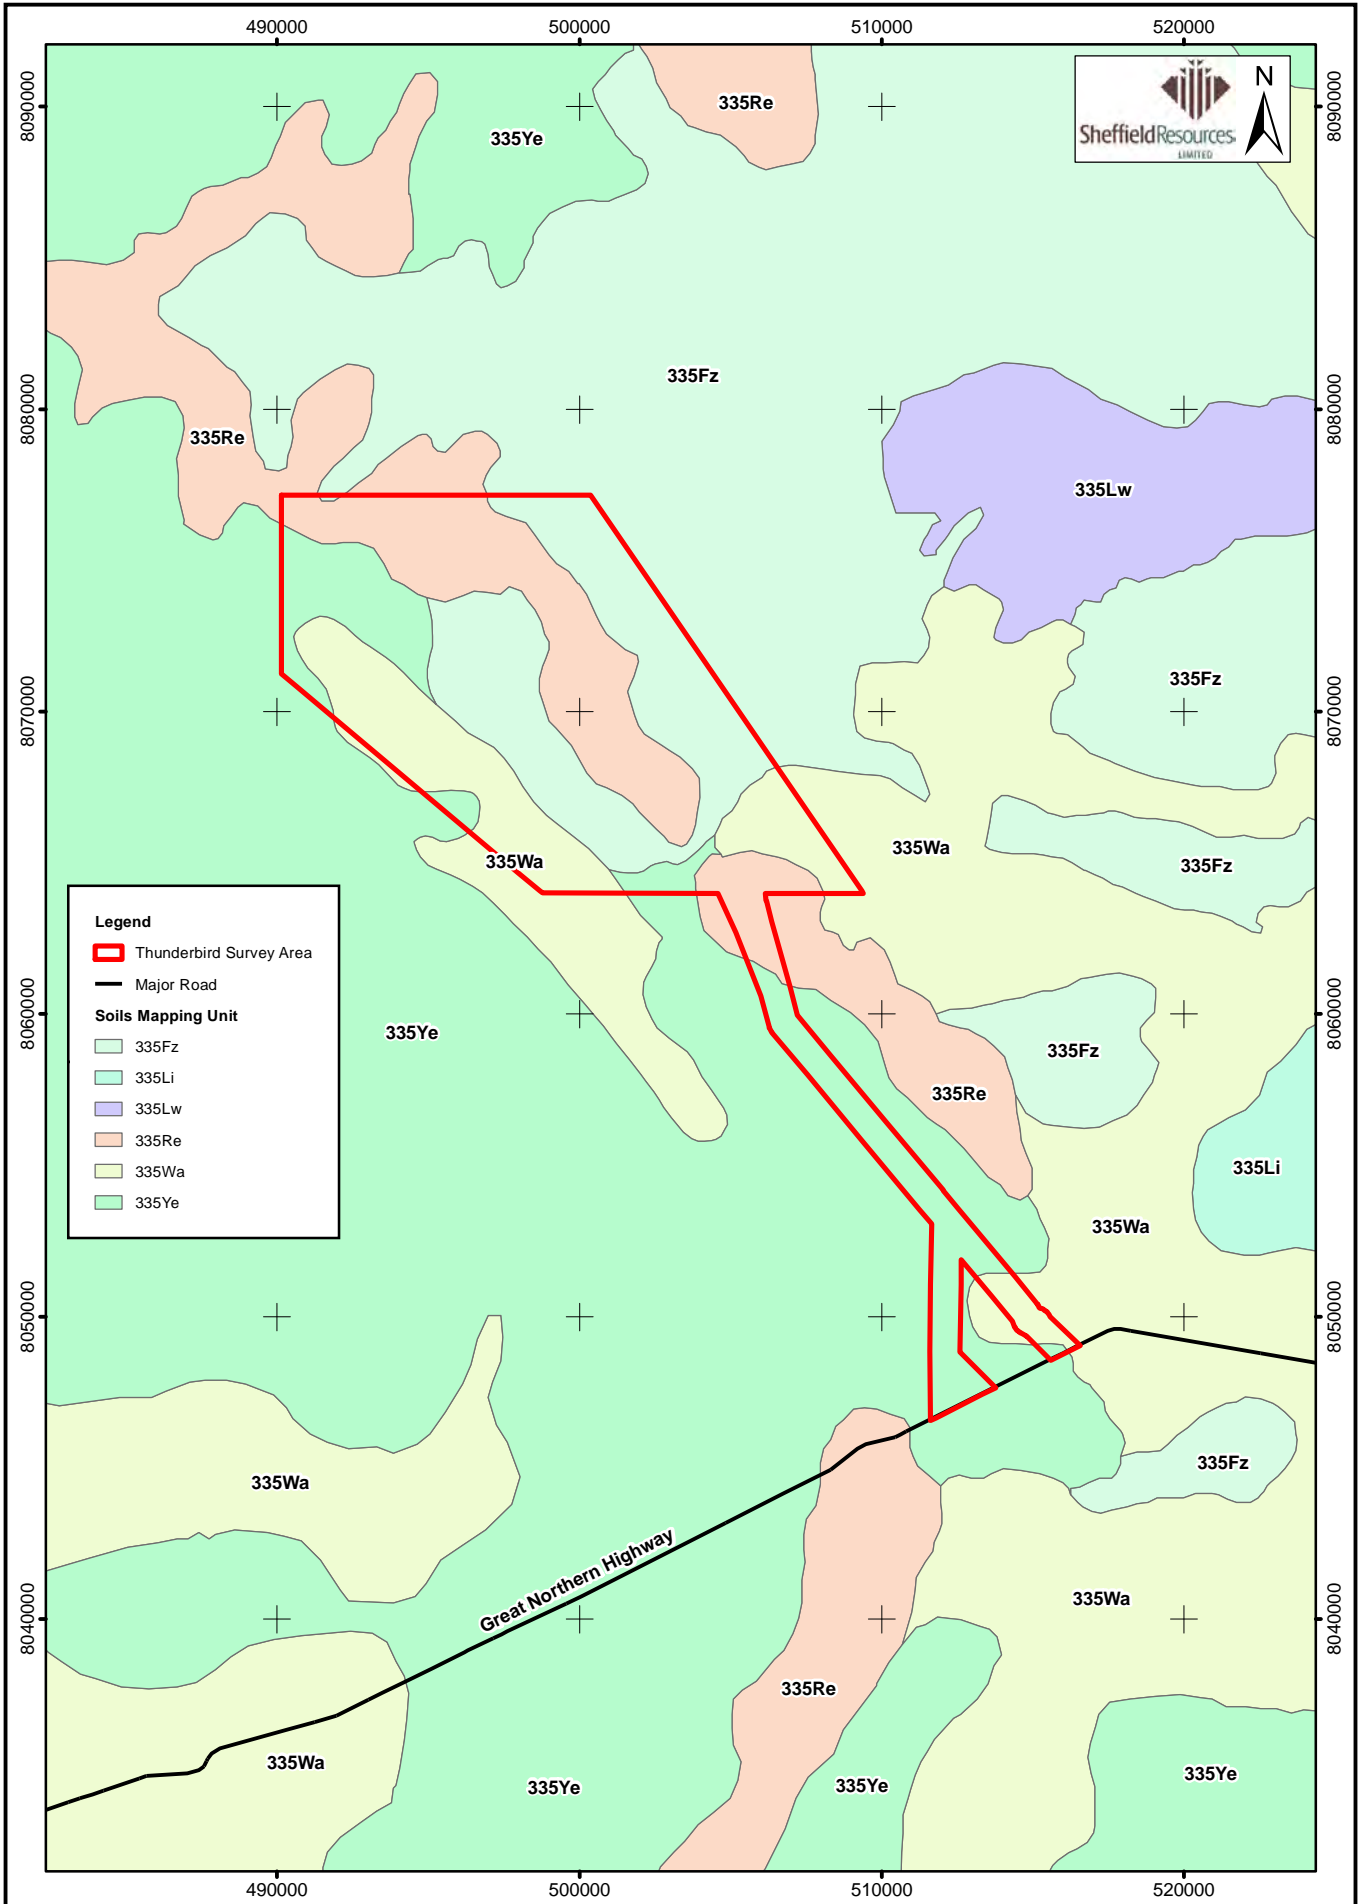 490000 500000 510000 520000
8090000
8090000
SheffieldResources
LIMITED
N
335Re
335Ye
335Fz
8080000
8080000
335Re
335Lw
8070000
8070000
335Fz
335Wa
335Wa
335Fz
Legend
Thunderbird Survey Area
Major Road
Soils Mapping Unit
335Fz
335Li
335Lw
335Re
335Wa
335Ye
8060000
8060000
335Ye
335Fz
335Re
335Li
335Wa
8050000
8050000
335Wa
335Fz
Great Northern Highway
8040000
8040000
335Wa
335Re
335Wa
335Ye
335Ye
335Ye
490000 500000 510000 520000